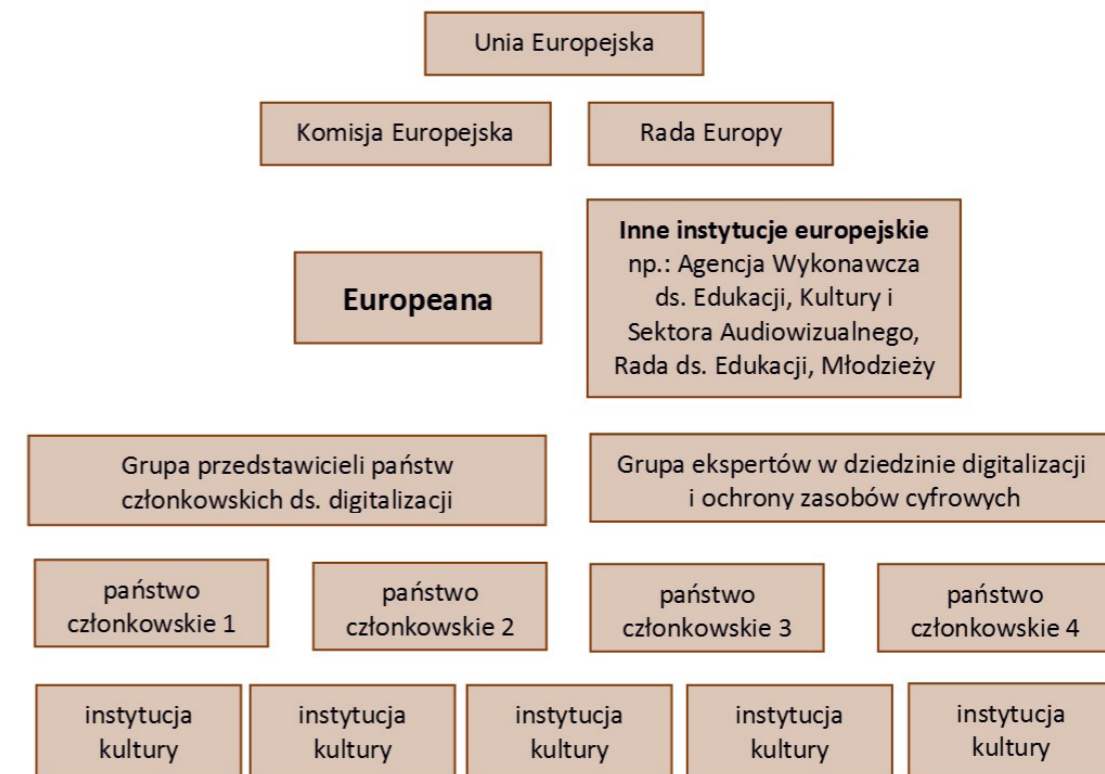 Unia Europejska
Komisja Europejska
Rada Europy
Europeana
Inne instytucje europejskie
np.: Agencja Wykonawcza
ds. Edukacji, Kultury i
Sektora Audiowizualnego,
Rada ds. Edukacji, Młodzieży
Grupa przedstawicieli państw
członkowskich ds. digitalizacji
Grupa ekspertów w dziedzinie digitalizacji
i ochrony zasobów cyfrowych
państwo
członkowskie 1
państwo
członkowskie 2
państwo
członkowskie 3
państwo
członkowskie 4
instytucja
kultury
instytucja
kultury
instytucja
kultury
instytucja
kultury
instytucja
kultury